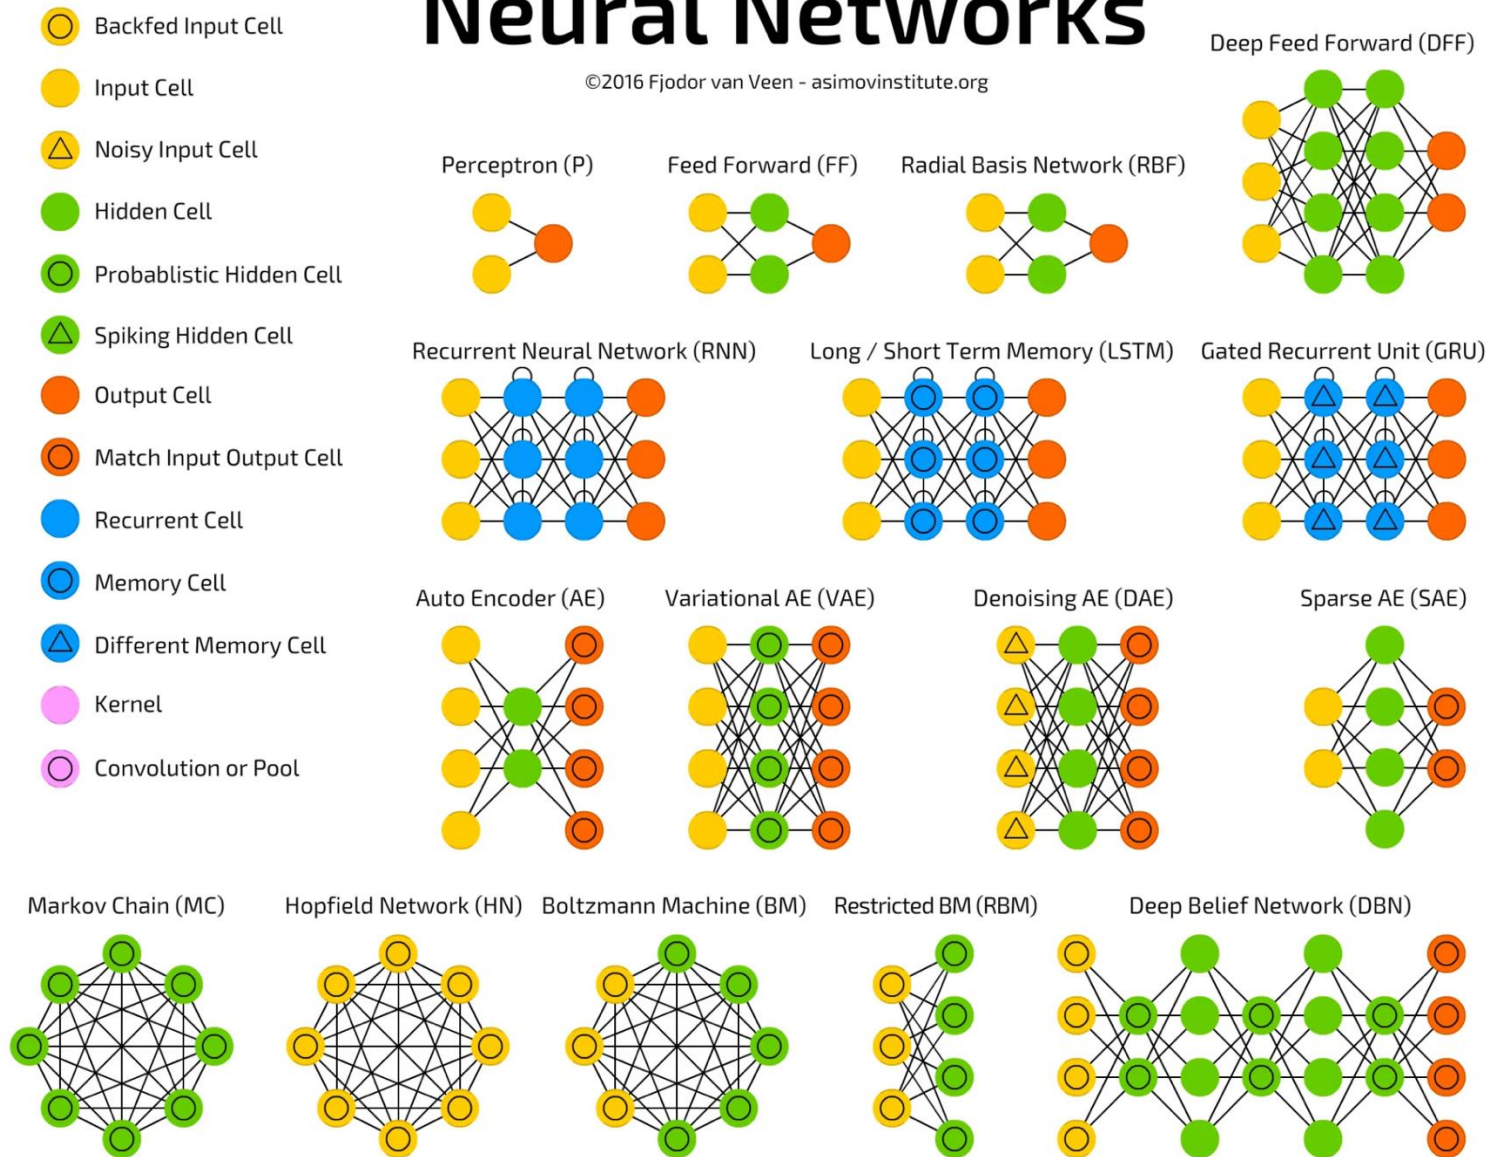 Neural Networks
©2016 Fjodor van Veen - asimovinstitute.org
Backfed Input Cell
Input Cell
Noisy Input Cell
Hidden Cell
Probablistic Hidden Cell
Spiking Hidden Cell
Output Cell
Match Input Output Cell
Recurrent Cell
Memory Cell
Different Memory Cell
Kernel
Convolution or Pool
Deep Feed Forward (DFF)
Perceptron (P)
Feed Forward (FF)
Radial Basis Network (RBF)
Recurrent Neural Network (RNN)
Long / Short Term Memory (LSTM)
Gated Recurrent Unit (GRU)
Auto Encoder (AE)
Variational AE (VAE)
Denoising AE (DAE)
Sparse AE (SAE)
Markov Chain (MC)
Hopfield Network (HN)
Boltzmann Machine (BM)
Restricted BM (RBM)
Deep Belief Network (DBN)